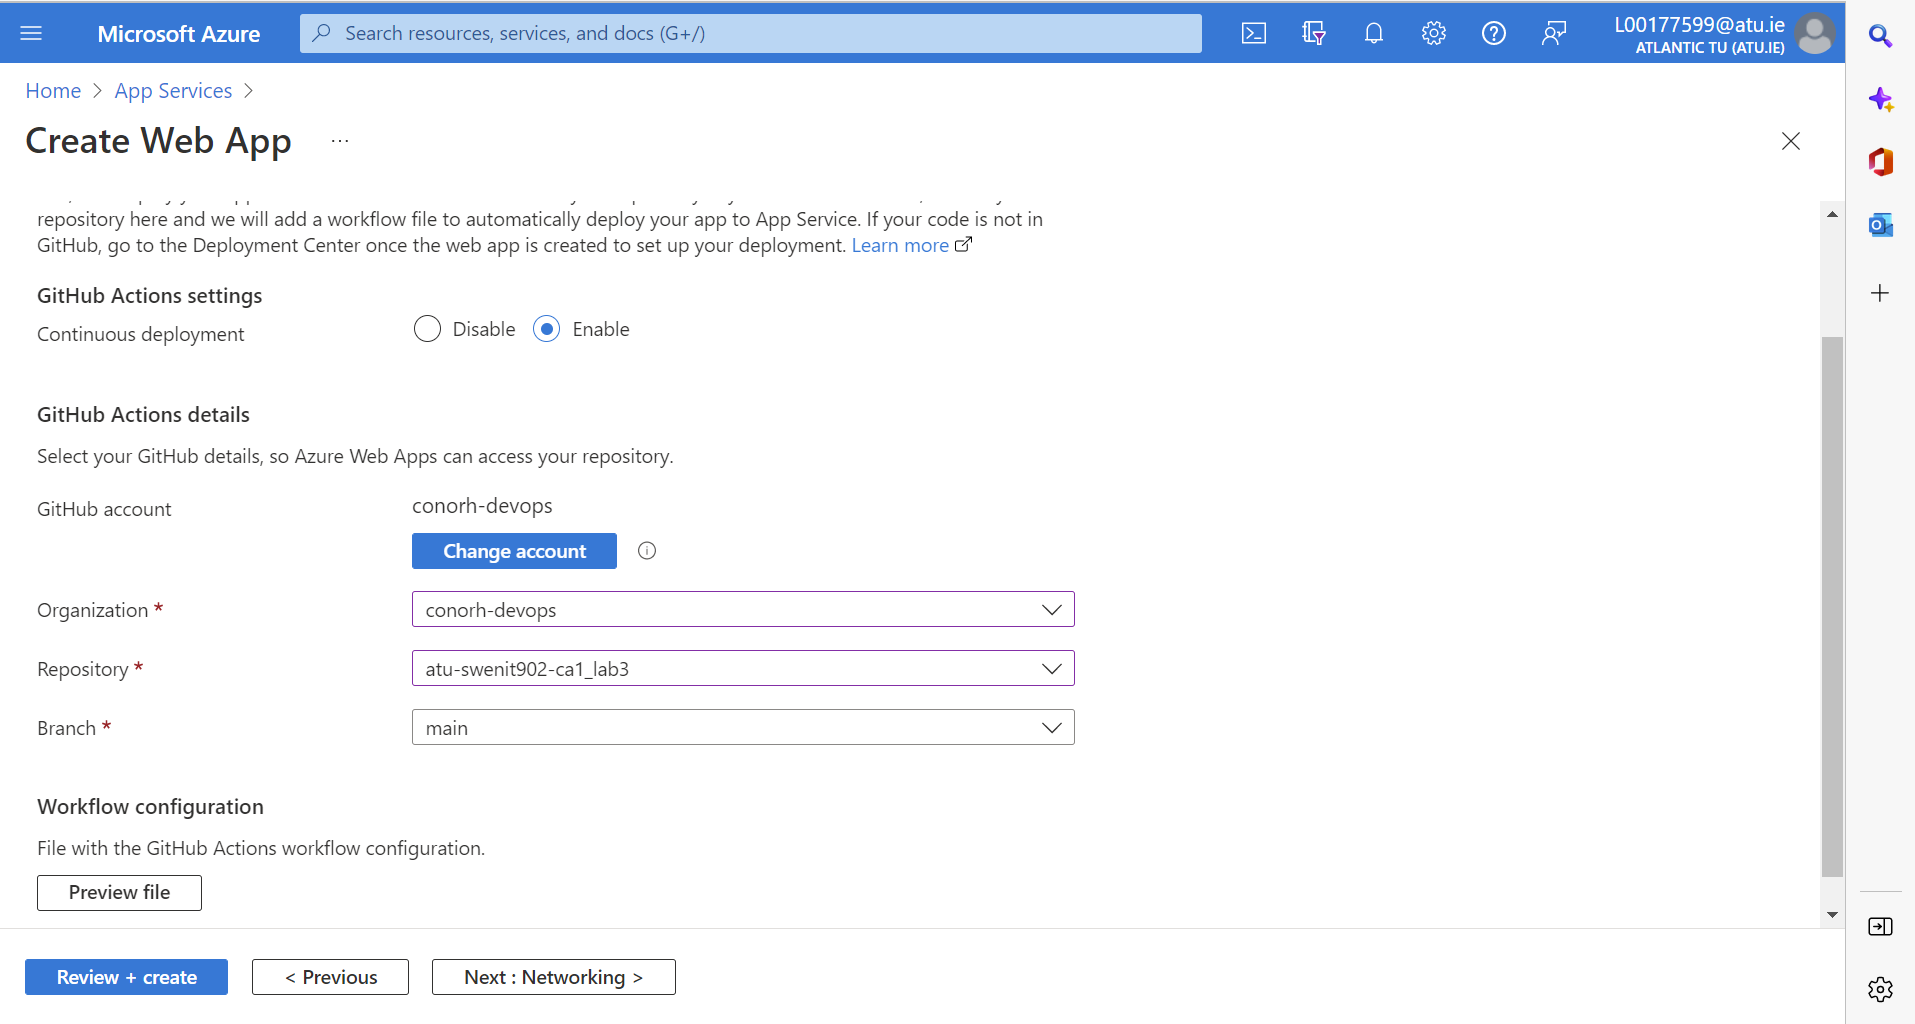 Microsoft Azure
Search resources, services, and docs (G+/)
L00177599@atu.ie
ATLANTIC TU (ATU.IE)
Home > App Services >
Create Web App ...
repository here and we will add a workflow file to automatically deploy your app to App Service. If your code is not in
GitHub, go to the Deployment Center once the web app is created to set up your deployment. Learn more
GitHub Actions settings
Continuous deployment
Disable
Enable
GitHub Actions details
Select your GitHub details, so Azure Web Apps can access your repository.
GitHub account
conorh-devops
Change account
Organization *
conorh-devops
Repository *
atu-swenit902-ca1_lab3
Branch *
main
Workflow configuration
File with the GitHub Actions workflow configuration.
Preview file
Review + create
< Previous
Next : Networking >